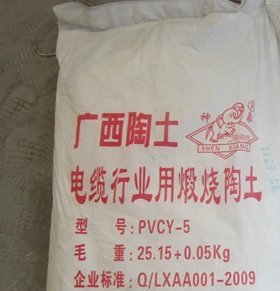 广西陶土
神象
SHEN XIANG
电缆行业用煅烧陶土
型 号:PVCY-5
毛 重:25.15+0.05Kg
企业标准:Q/LXAA001-2009